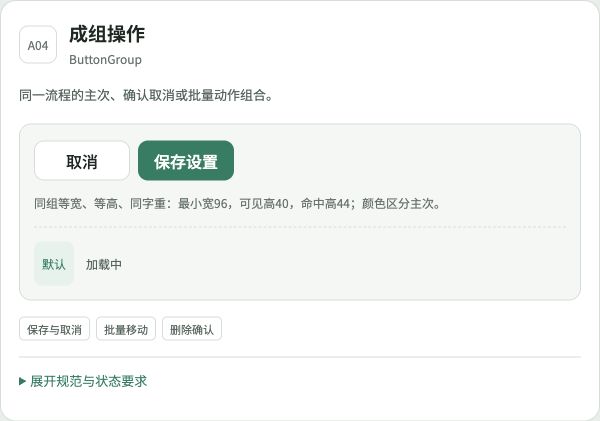 A04
成组操作
ButtonGroup
同一流程的主次、确认取消或批量动作组合。
取消 保存设置
同组等宽、等高、同字重：最小宽96，可见高40，命中高44；颜色区分主次。
默认 加载中
保存与取消 批量移动 删除确认
▶ 展开规范与状态要求